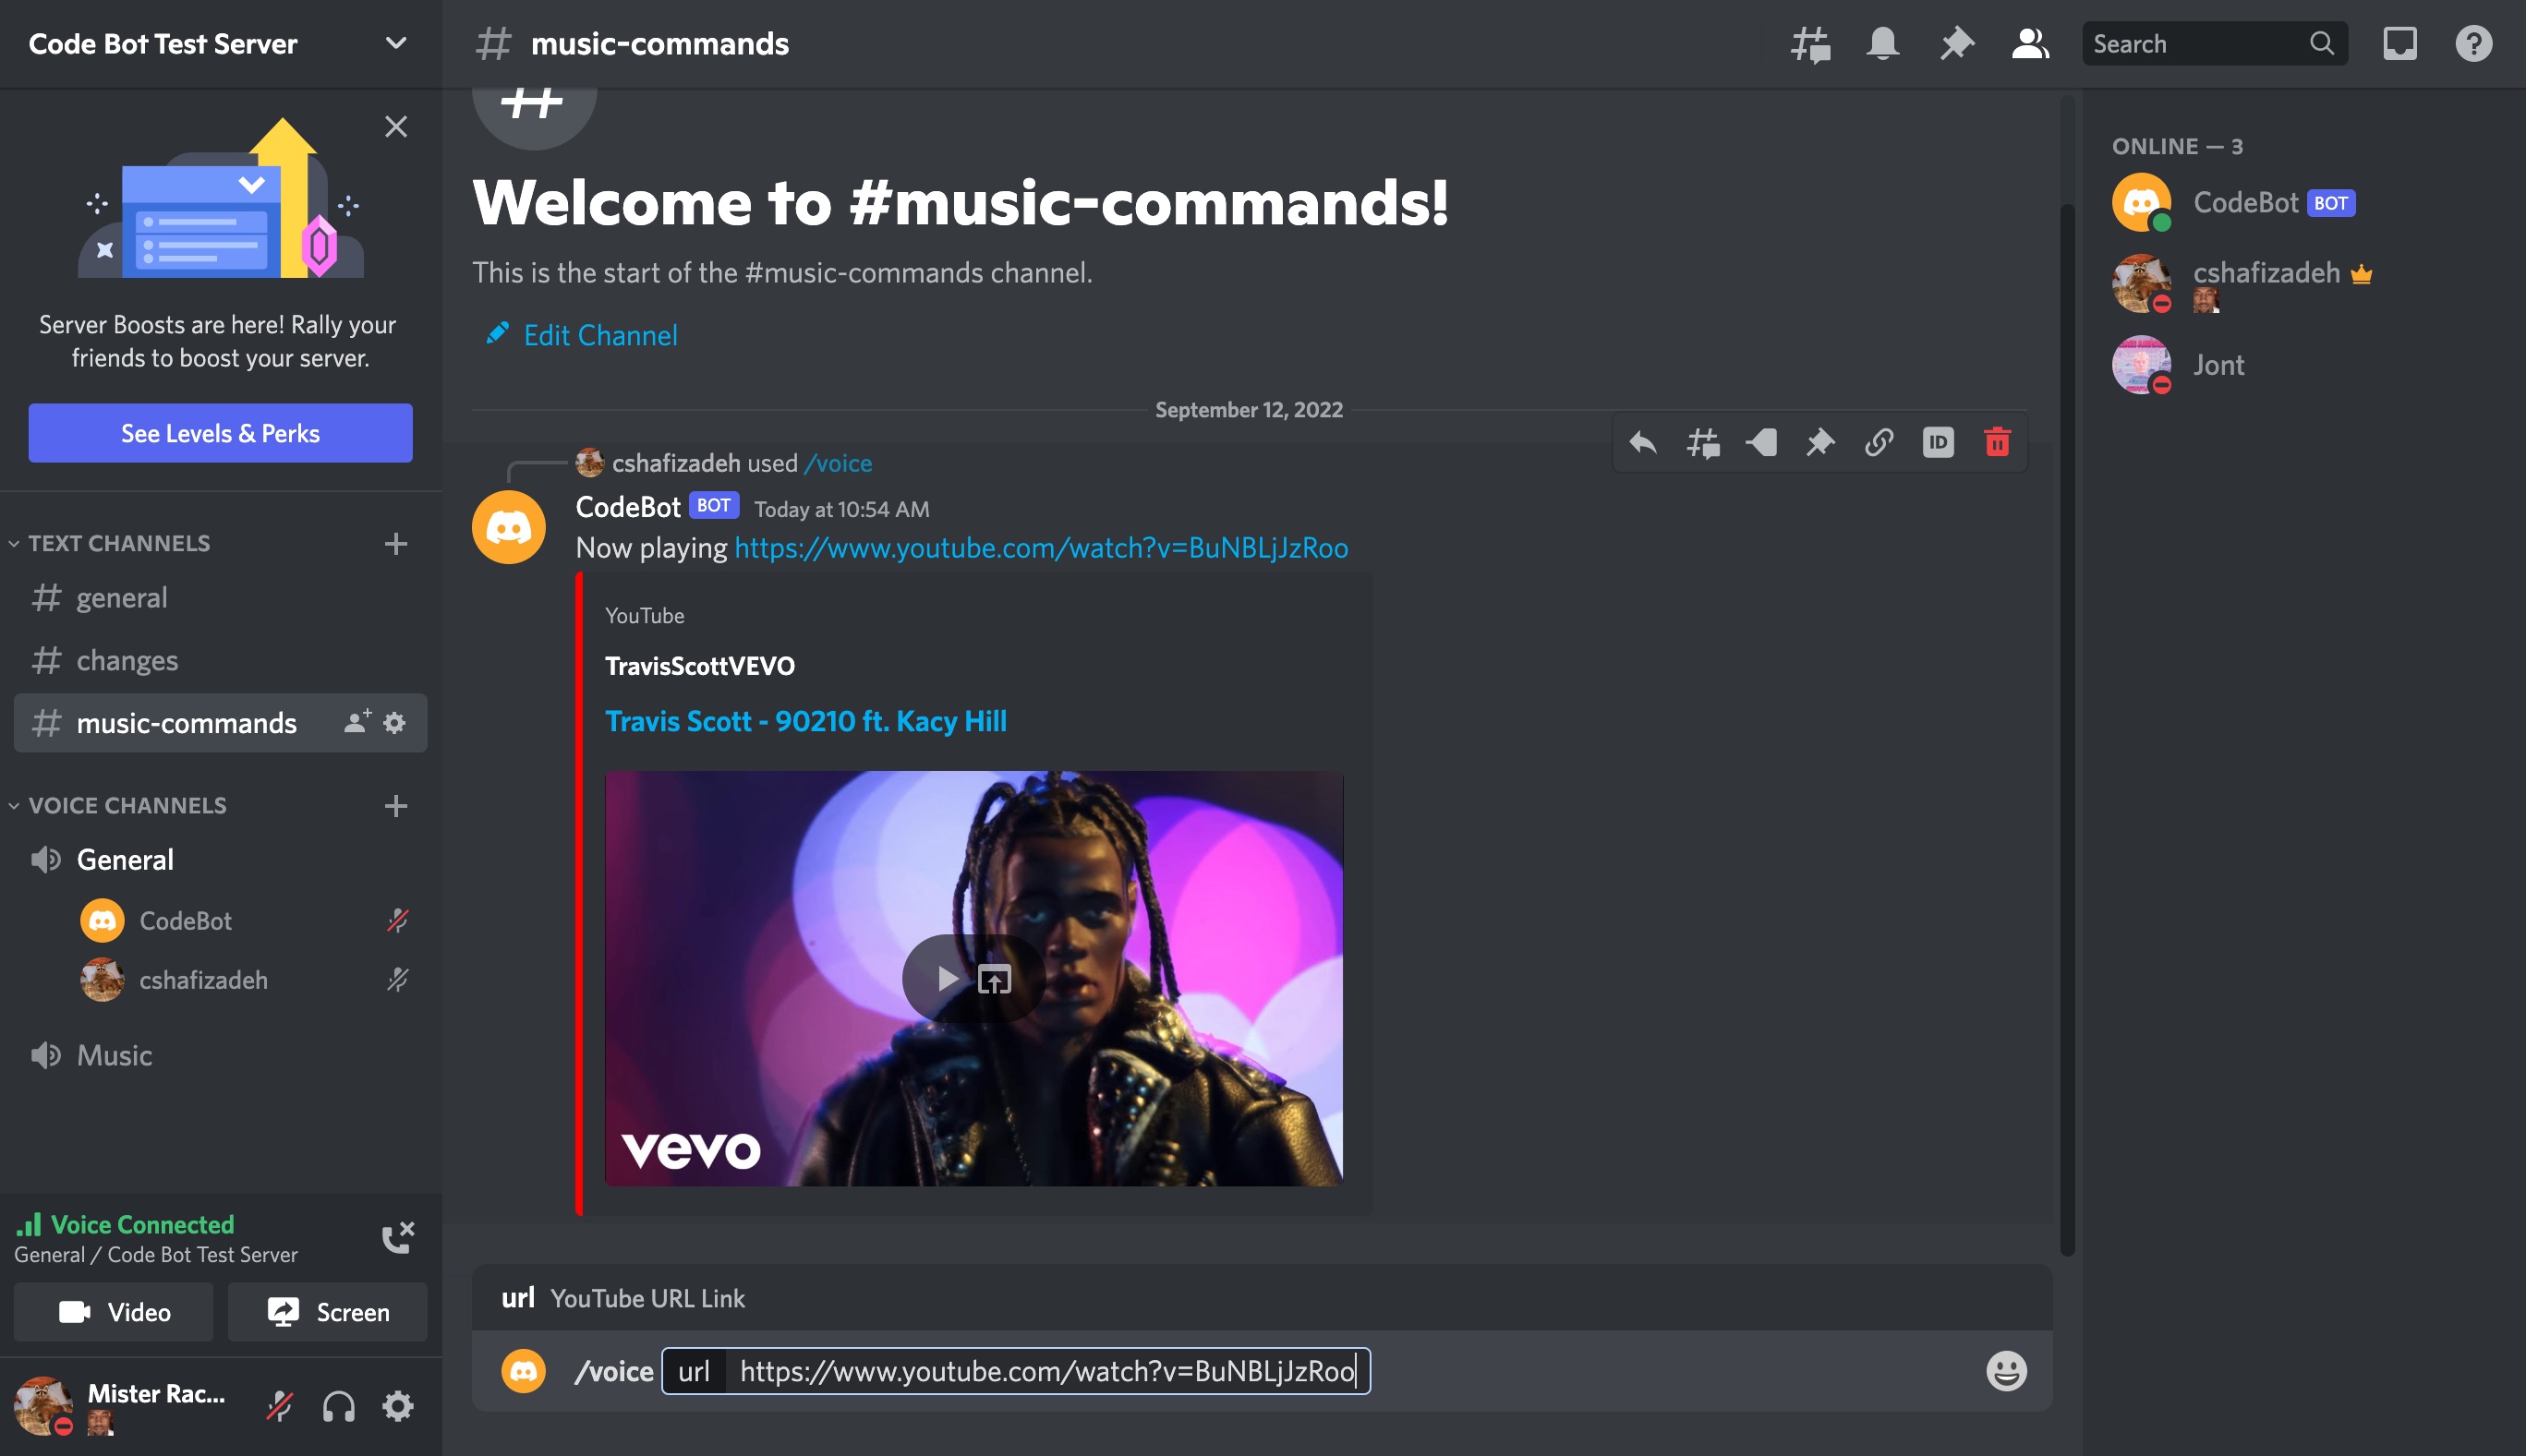 Code Bot Test Server
Server Boosts are here! Rally your
friends to boost your server.
See Levels & Perks
TEXT CHANNELS
general
changes
music-commands
VOICE CHANNELS
General
CodeBot
cshafizadeh
Music
Voice Connected
General / Code Bot Test Server
Video
Screen
Mister Rac...
# music-commands
Search
Welcome to #music-commands!
This is the start of the #music-commands channel.
Edit Channel
September 12, 2022
ID
cshafizadeh used /voice
CodeBot BOT Today at 10:54 AM
Now playing https://www.youtube.com/watch?v=BuNBLjJzRoo
YouTube
TravisScottVEVO
Travis Scott - 90210 ft. Kacy Hill
vevo
url YouTube URL Link
/voice url https://www.youtube.com/watch?v=BuNBLjJzRoo
ONLINE — 3
CodeBot BOT
cshafizadeh
Jont